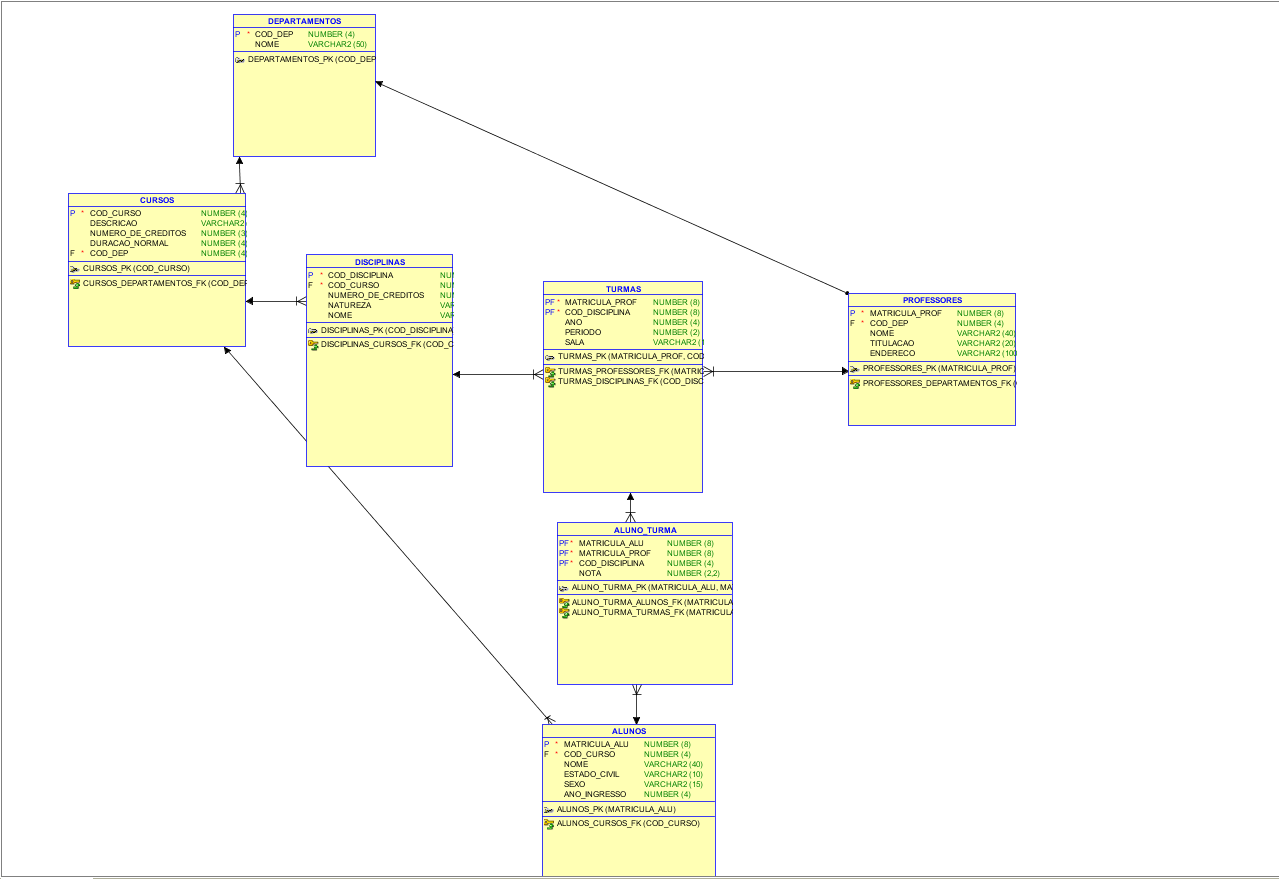 DEPARTAMENTOS
P * COD_DEP NUMBER (4)
NOME VARCHAR2 (50)
DEPARTAMENTOS_PK (COD_DEP
CURSOS
P * COD_CURSO NUMBER (4
DESCRICAO VARCHAR2
NUMERO_DE_CREDITOS NUMBER (3
DURACAO_NORMAL NUMBER (4
F * COD_DEP NUMBER (4
CURSOS_PK (COD_CURSO)
CURSOS_DEPARTAMENTOS_FK (COD_DEP
DISCIPLINAS
P * COD_DISCIPLINA NU
F * COD_CURSO NU
NUMERO_DE_CREDITOS NU
NATUREZA VAR
NOME VAR
DISCIPLINAS_PK (COD_DISCIPLINA
DISCIPLINAS_CURSOS_FK (COD_C
TURMAS
PF * MATRICULA_PROF NUMBER (8)
PF * COD_DISCIPLINA NUMBER (8)
ANO NUMBER (4)
PERIODO NUMBER (2)
SALA VARCHAR2 (
TURMAS_PK (MATRICULA_PROF, COD
TURMAS_PROFESSORES_FK (MATRIC
TURMAS_DISCIPLINAS_FK (COD_DISC
PROFESSORES
P * MATRICULA_PROF NUMBER (8)
F * COD_DEP NUMBER (4)
NOME VARCHAR2 (40)
TITULACAO VARCHAR2 (20)
ENDERECO VARCHAR2 (100
PROFESSORES_PK (MATRICULA_PROF)
PROFESSORES_DEPARTAMENTOS_FK (
ALUNO_TURMA
PF * MATRICULA_ALU NUMBER (8)
PF * MATRICULA_PROF NUMBER (8)
PF * COD_DISCIPLINA NUMBER (4)
NOTA NUMBER (2,2)
ALUNO_TURMA_PK (MATRICULA_ALU, MA
ALUNO_TURMA_ALUNOS_FK (MATRICULA
ALUNO_TURMA_TURMAS_FK (MATRICULA
ALUNOS
P * MATRICULA_ALU NUMBER (8)
F * COD_CURSO NUMBER (4)
NOME VARCHAR2 (40)
ESTADO_CIVIL VARCHAR2 (10)
SEXO VARCHAR2 (15)
ANO_INGRESSO NUMBER (4)
ALUNOS_PK (MATRICULA_ALU)
ALUNOS_CURSOS_FK (COD_CURSO)